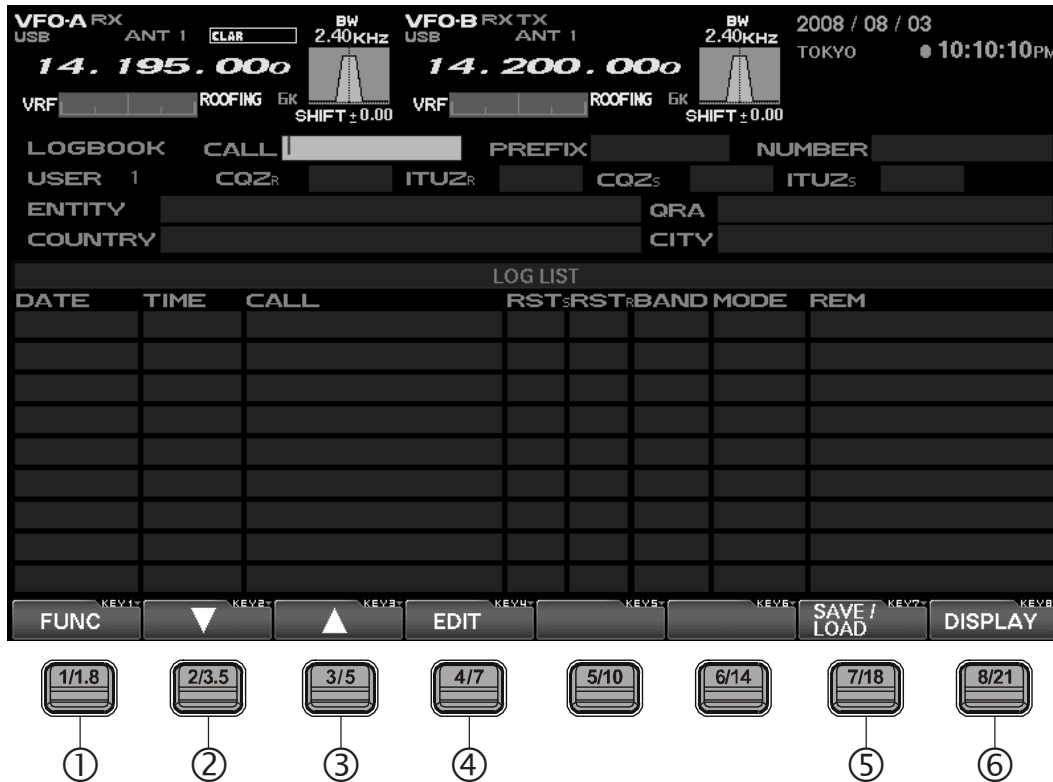 VFO-A RX BW VFO-B RX TX BW 2008 / 08 / 03
USB ANT 1 CLAR 2.40KHz USB ANT 1 2.40KHz TOKYO 10:10:10PM
14. 195. 000 14. 200. 000
VRF ROOFING 6K SHIFT ± 0.00 VRF ROOFING 6K SHIFT ± 0.00
LOGBOOK CALL PREFIX NUMBER
USER 1 CQZR ITUZR CQZS ITUZS
ENTITY QRA
COUNTRY CITY
LOG LIST
DATE TIME CALL RSTS RSTR BAND MODE REM
KEY1 KEY2 KEY3 KEY4 KEY5 KEY6 KEY7 KEY8
FUNC ▼ ▲ EDIT SAVE / LOAD DISPLAY
1/1.8 2/3.5 3/5 4/7 5/10 6/14 7/18 8/21
① ② ③ ④ ⑤ ⑥